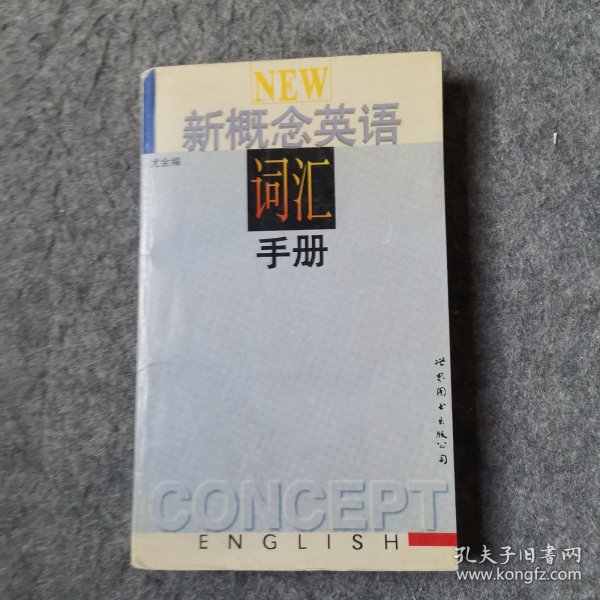 NEW
新概念英语
尤金编
词汇
手册
世界图书出版公司
CONCEPT
ENGLISH
孔夫子旧书网
www.kongfz.com